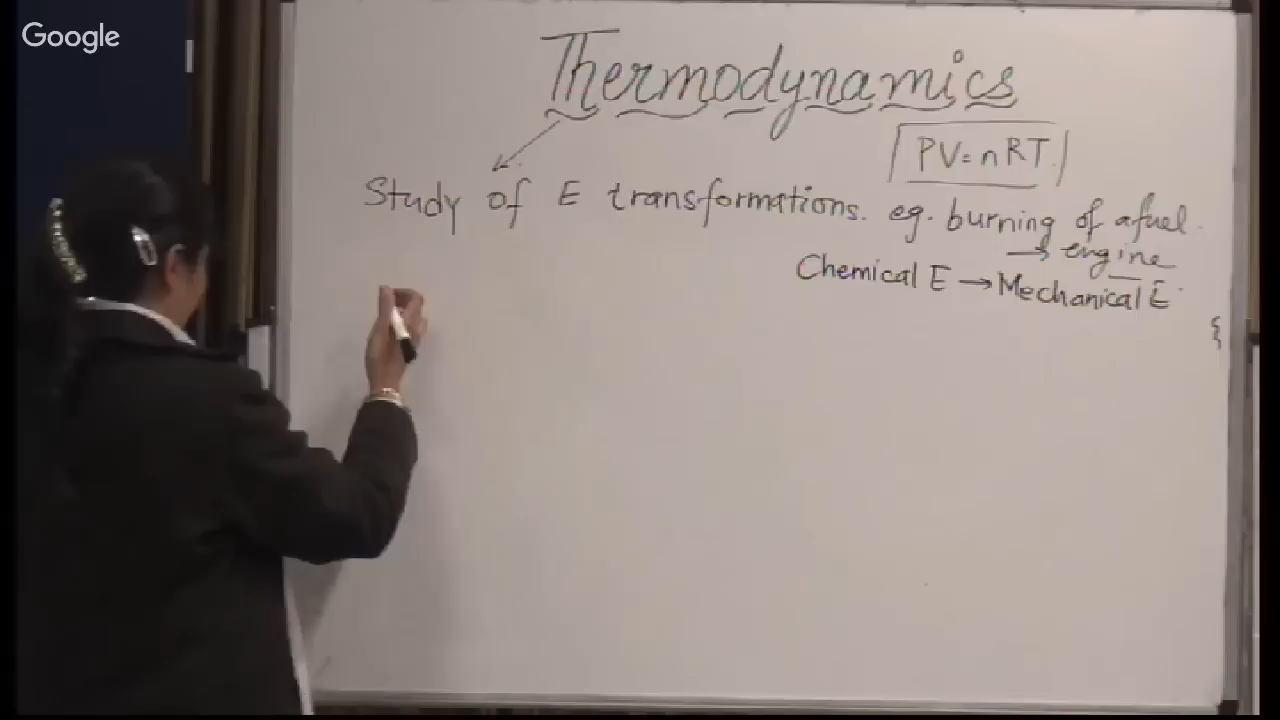 Google
Thermodynamics
PV = nRT
Study of E transformations. eg. burning of a fuel.
→ engine
Chemical E → Mechanical E